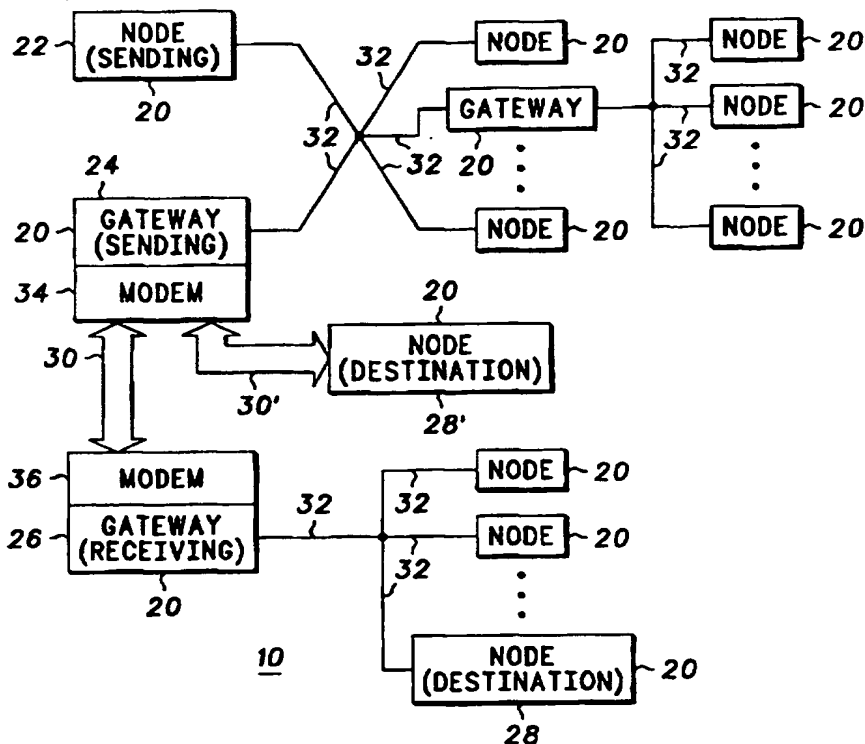 22 NODE (SENDING) 20
32
NODE 20
32
GATEWAY 20
32
32
NODE 20
32
NODE 20
32
NODE 20
32
NODE 20
24
20 GATEWAY (SENDING)
34 MODEM
30
30'
20
NODE (DESTINATION)
28'
36 MODEM
26 GATEWAY (RECEIVING)
20
32
32
NODE 20
32
NODE 20
10
NODE (DESTINATION) 20
28